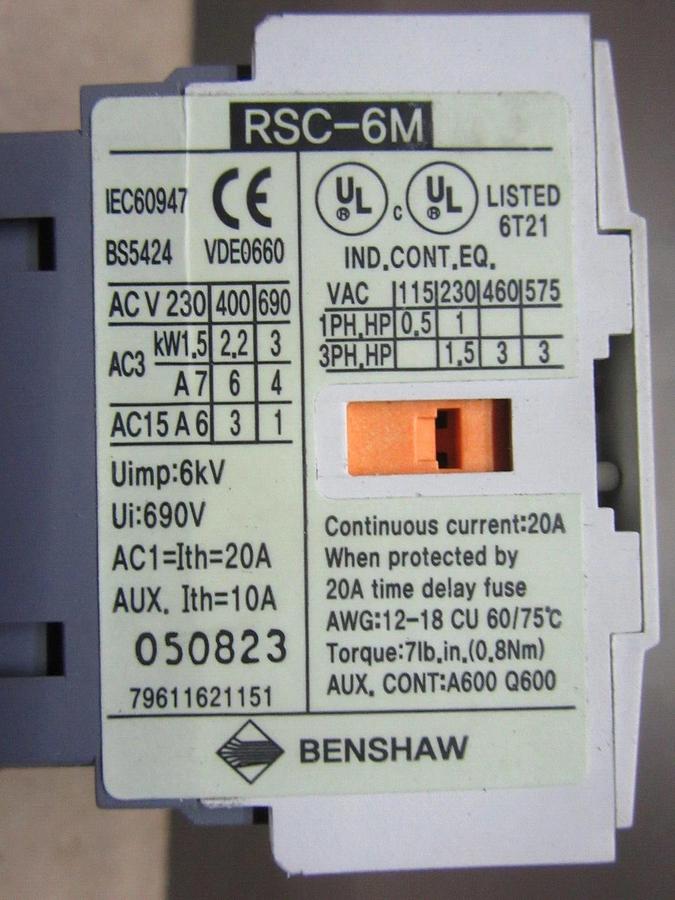 RSC-6M
IEC60947 CE
BS5424 VDE0660
AC V 230 400 690
AC3 kW1.5 2.2 3
A 7 6 4
AC15 A 6 3 1
Uimp:6kV
Ui:690V
AC1=Ith=20A
AUX. Ith=10A
050823
79611621151
UL ® c UL ® LISTED
6T21
IND.CONT.EQ.
VAC 115 230 460 575
1PH,HP 0.5 1
3PH,HP 1.5 3 3
Continuous current:20A
When protected by
20A time delay fuse
AWG:12-18 CU 60/75℃
Torque:7lb.in.(0.8Nm)
AUX. CONT:A600 Q600
BENSHAW